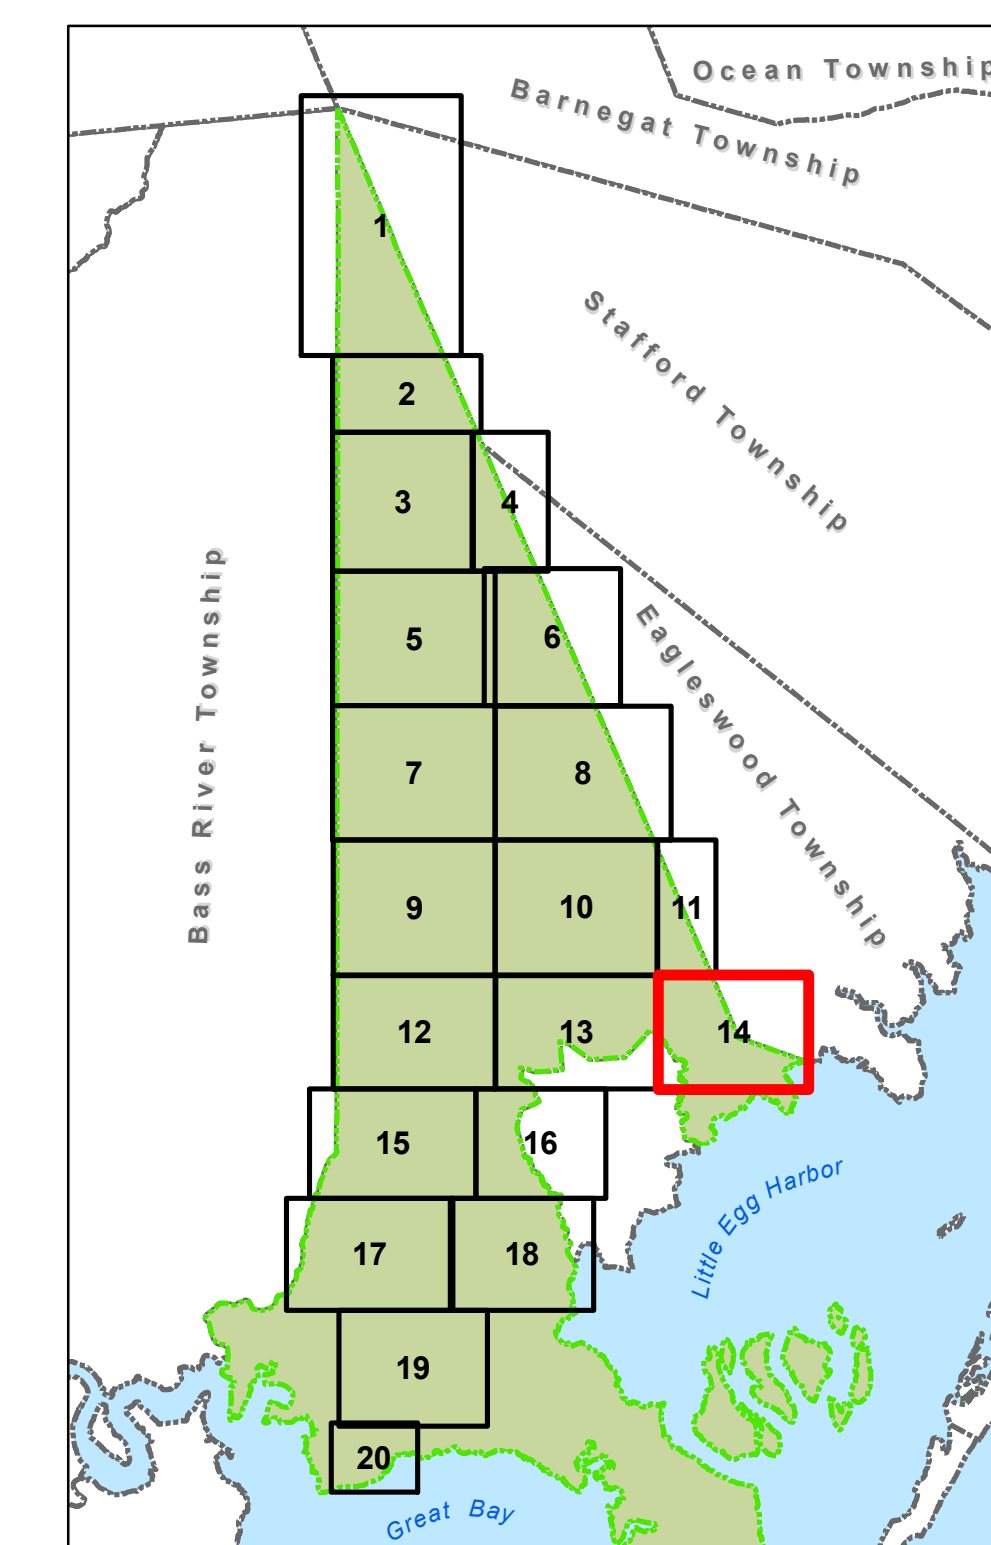 Ocean Township
Barnegat Township
1
Stafford Township
2
3
4
Bass River Township
5
6
Eagleswood Township
7
8
9
10
11
12
13
14
15
16
Little Egg Harbor
17
18
19
20
Great Bay